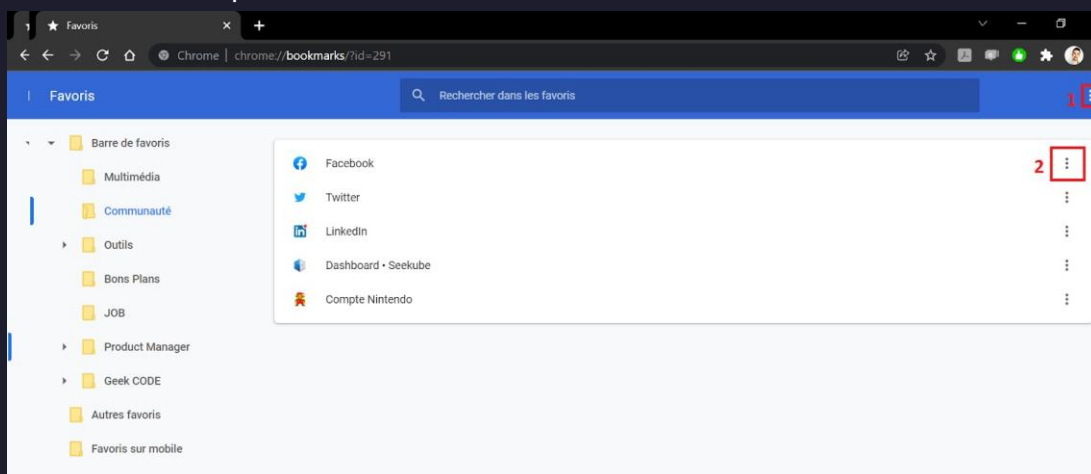 Favoris
Chrome | chrome://bookmarks/?id=291
Favoris
Rechercher dans les favoris
1
Barre de favoris
Multimédia
Communauté
Outils
Bons Plans
JOB
Product Manager
Geek CODE
Autres favoris
Favoris sur mobile
Facebook
2
Twitter
LinkedIn
Dashboard • Seekube
Compte Nintendo